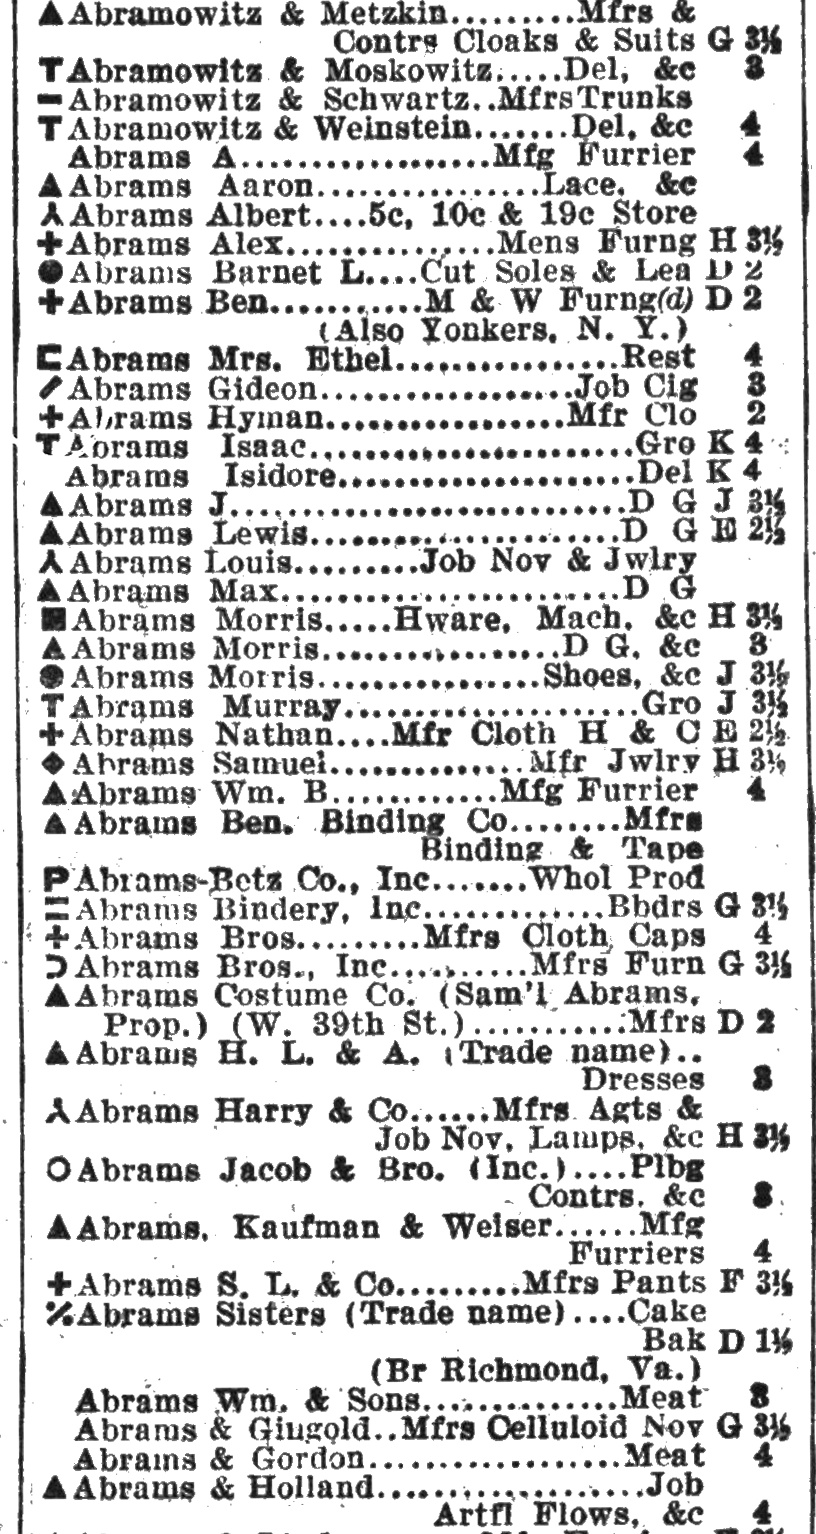 ▲Abramowitz & Metzkin.........Mfrs &
Contrs Cloaks & Suits G 3½
TAbramowitz & Moskowitz......Del, &c 3
—Abramowitz & Schwartz..MfrsTrunks
TAbramowitz & Weinstein.......Del, &c 4
Abrams A..................Mfg Furrier 4
▲Abrams Aaron................Lace, &c
⅄Abrams Albert....5c, 10c & 19c Store
+Abrams Alex...............Mens Furng H 3½
●Abrams Barnet L....Cut Soles & Lea D 2
+Abrams Ben...........M & W Furng(d) D 2
(Also Yonkers, N. Y.)
⊏Abrams Mrs. Ethel................Rest 4
/Abrams Gideon...................Job Cig 3
+Abrams Hyman.................Mfr Clo 2
TAbrams Isaac........................Gro K 4
Abrams Isidore.....................Del K 4
▲Abrams J............................D G J 3½
▲Abrams Lewis......................D G E 2½
⅄Abrams Louis.........Job Nov & Jwlry
▲Abrams Max........................D G
■Abrams Morris.....Hware, Mach, &c H 3½
▲Abrams Morris.................D G, &c 3
●Abrams Morris...............Shoes, &c J 3½
TAbrams Murray.....................Gro J 3½
+Abrams Nathan....Mfr Cloth H & C E 2½
◆Abrams Samuel..............Mfr Jwlry H 3½
▲Abrams Wm. B............Mfg Furrier 4
▲Abrams Ben. Binding Co........Mfrs
Binding & Tape
PAbrams-Betz Co., Inc.......Whol Prod
=Abrams Bindery, Inc.............Bbdrs G 3½
+Abrams Bros.........Mfrs Cloth Caps 4
⊃Abrams Bros., Inc..........Mfrs Furn G 3½
▲Abrams Costume Co. (Sam'l Abrams,
Prop.) (W. 39th St.)...........Mfrs D 2
▲Abrams H. L. & A. (Trade name)..
Dresses 3
⅄Abrams Harry & Co......Mfrs Agts &
Job Nov, Lamps, &c H 3½
○Abrams Jacob & Bro. (Inc.)....Plbg
Contrs, &c 3
▲Abrams, Kaufman & Weiser......Mfg
Furriers 4
+Abrams S. L. & Co.........Mfrs Pants F 3½
٪Abrams Sisters (Trade name)....Cake
Bak D 1½
(Br Richmond, Va.)
Abrams Wm. & Sons..............Meat 3
Abrams & Gingold..Mfrs Celluloid Nov G 3½
Abrams & Gordon..................Meat 4
▲Abrams & Holland...................Job
Artfl Flows, &c 4